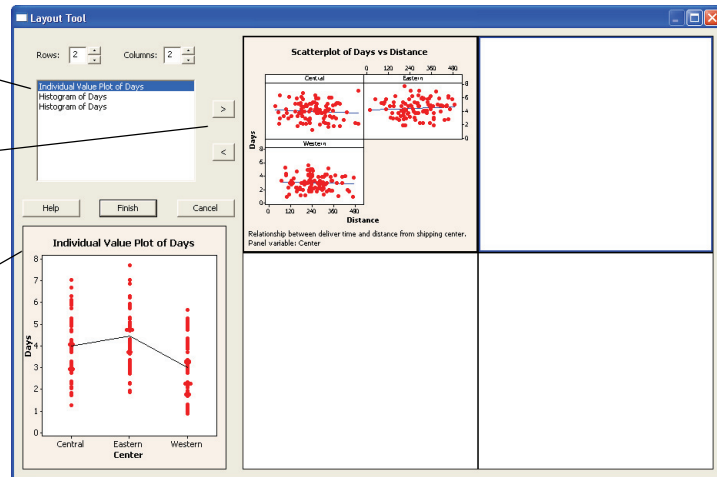 Layout Tool
Rows: 2 Columns: 2
Individual Value Plot of Days
Histogram of Days
Histogram of Days
>
<
Help Finish Cancel
Individual Value Plot of Days
8
7
6
5
4
3
2
1
0
Days
Central Eastern Western
Center
Scatterplot of Days vs Distance
0 120 240 360 480
Central Eastern
8
6
4
2
0
Western
8
6
4
2
0
Days
0 120 240 360 480
Distance
Relationship between deliver time and distance from shipping center.
Panel variable: Center